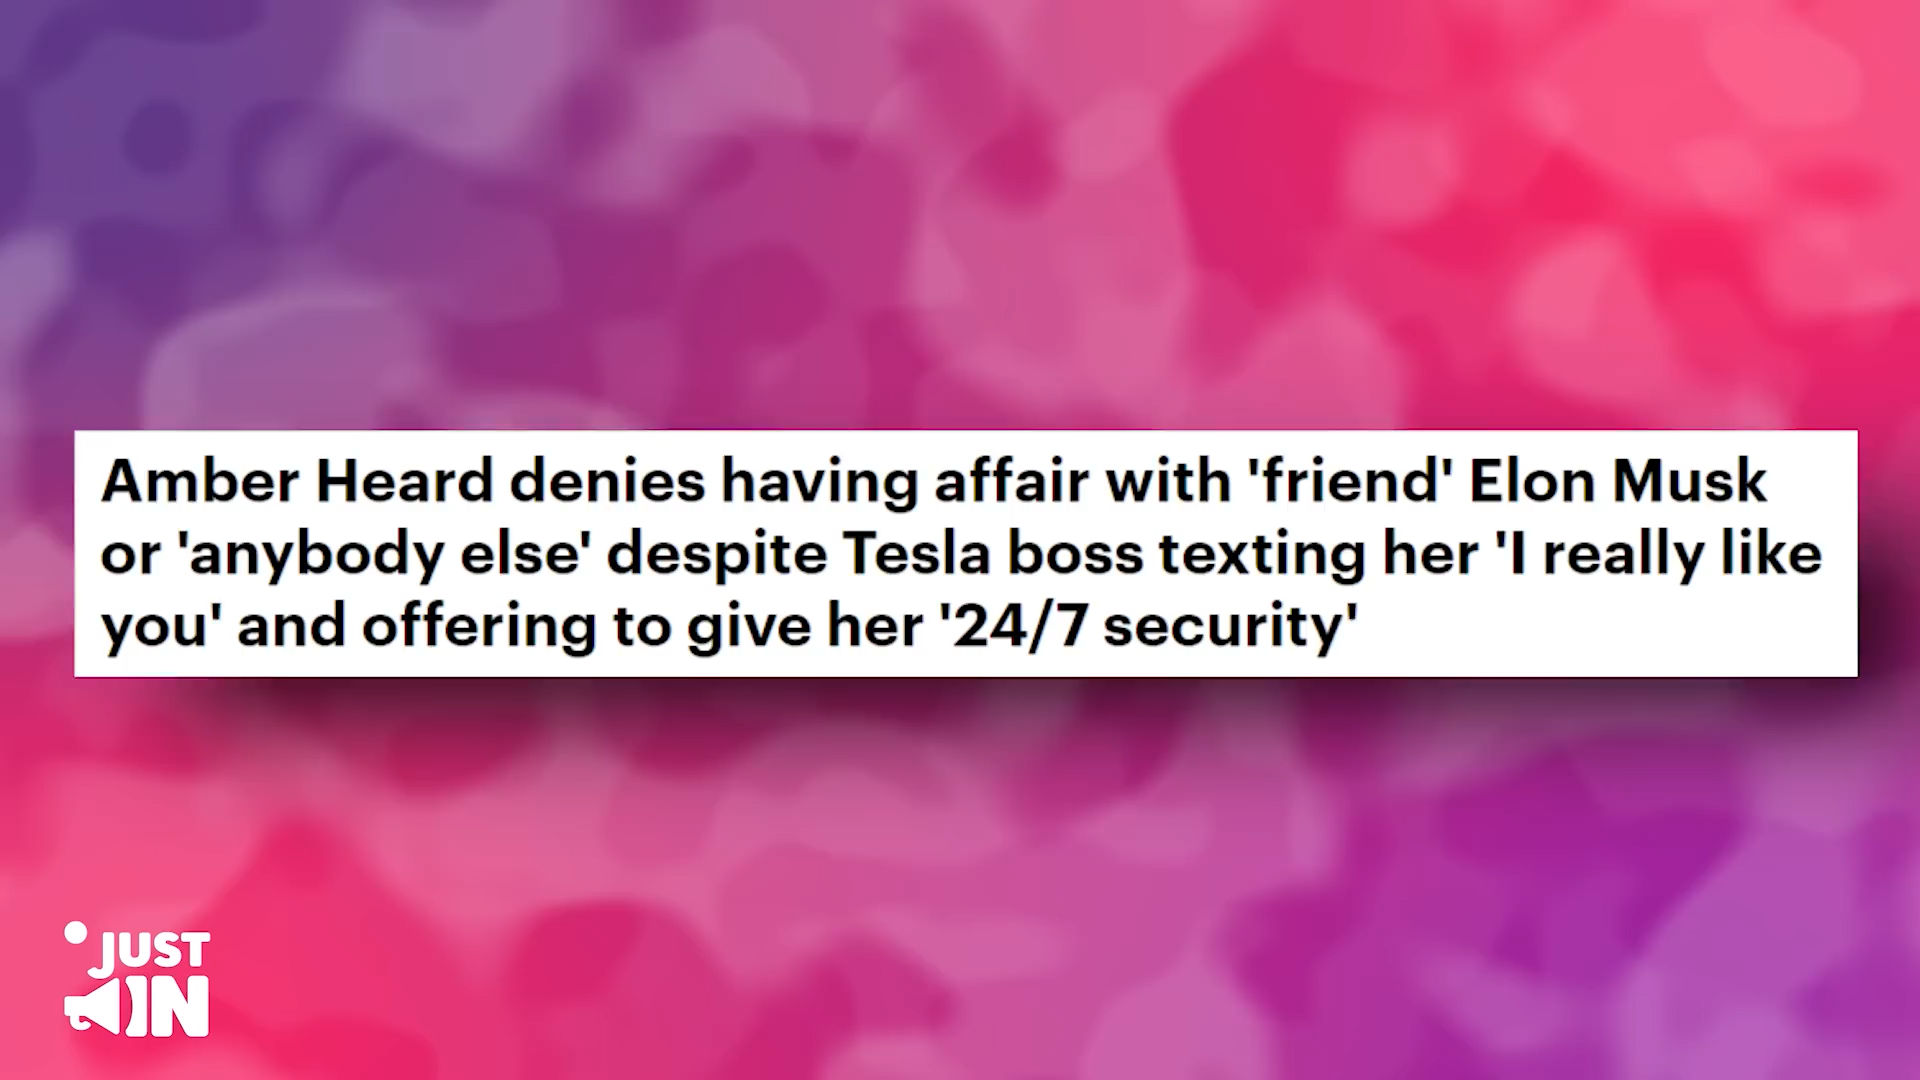 Amber Heard denies having affair with 'friend' Elon Musk
or 'anybody else' despite Tesla boss texting her 'I really like
you' and offering to give her '24/7 security'
JUST
IN